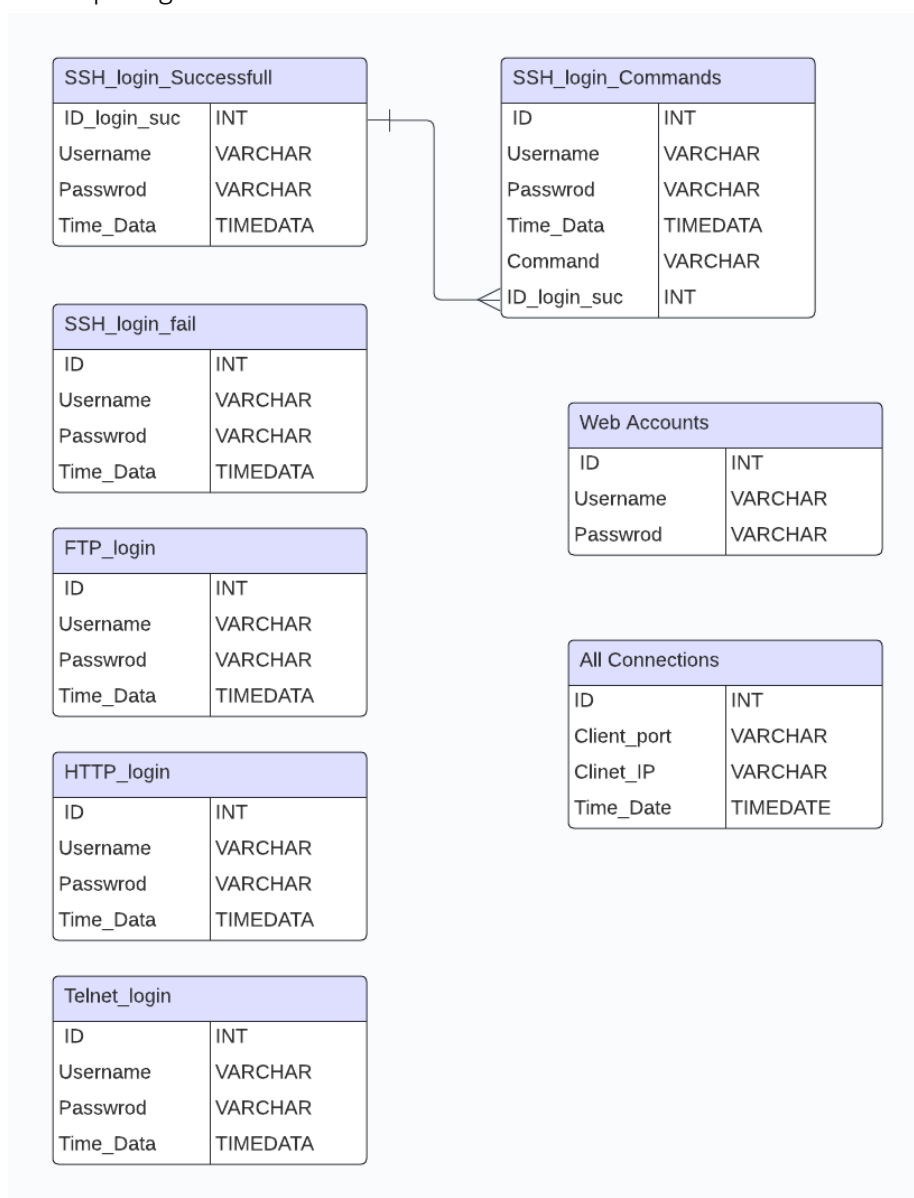 SSH_login_Successfull
ID_login_suc INT
Username VARCHAR
Passwrod VARCHAR
Time_Data TIMEDATA
SSH_login_Commands
ID INT
Username VARCHAR
Passwrod VARCHAR
Time_Data TIMEDATA
Command VARCHAR
ID_login_suc INT
SSH_login_fail
ID INT
Username VARCHAR
Passwrod VARCHAR
Time_Data TIMEDATA
Web Accounts
ID INT
Username VARCHAR
Passwrod VARCHAR
FTP_login
ID INT
Username VARCHAR
Passwrod VARCHAR
Time_Data TIMEDATA
All Connections
ID INT
Client_port VARCHAR
Clinet_IP VARCHAR
Time_Date TIMEDATE
HTTP_login
ID INT
Username VARCHAR
Passwrod VARCHAR
Time_Data TIMEDATA
Telnet_login
ID INT
Username VARCHAR
Passwrod VARCHAR
Time_Data TIMEDATA